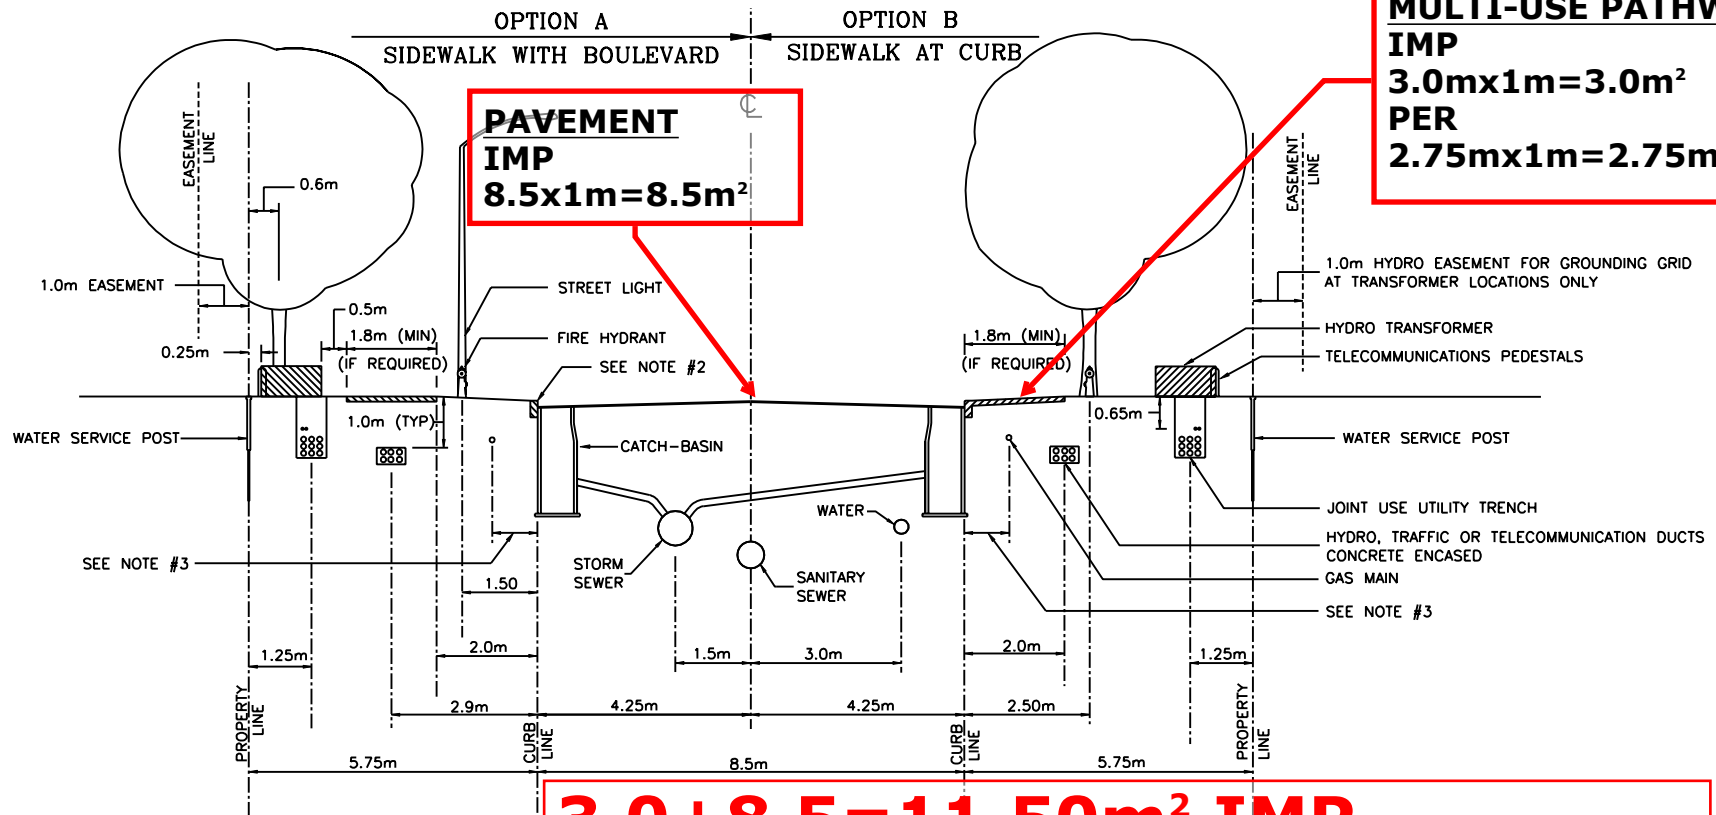 OPTION A
OPTION B
SIDEWALK WITH BOULEVARD
SIDEWALK AT CURB
MULTI-USE PATHW
IMP
3.0mx1m=3.0m²
PER
2.75mx1m=2.75m
PAVEMENT
IMP
8.5x1m=8.5m²
EASEMENT
LINE
0.6m
EASEMENT
LINE
1.0m EASEMENT
STREET LIGHT
1.0m HYDRO EASEMENT FOR GROUNDING GRID
AT TRANSFORMER LOCATIONS ONLY
0.5m
1.8m (MIN)
(IF REQUIRED)
FIRE HYDRANT
1.8m (MIN)
(IF REQUIRED)
HYDRO TRANSFORMER
0.25m
SEE NOTE #2
TELECOMMUNICATIONS PEDESTALS
1.0m (TYP)
0.65m
WATER SERVICE POST
CATCH-BASIN
WATER SERVICE POST
WATER
JOINT USE UTILITY TRENCH
HYDRO, TRAFFIC OR TELECOMMUNICATION DUCTS
CONCRETE ENCASED
SEE NOTE #3
STORM
SEWER
SANITARY
SEWER
GAS MAIN
1.50
SEE NOTE #3
1.25m
2.0m
1.5m
3.0m
2.0m
1.25m
2.9m
4.25m
4.25m
2.50m
PROPERTY
LINE
CURB
LINE
CURB
LINE
PROPERTY
LINE
5.75m
8.5m
5.75m
3.0+8.5=11.50m² IMP